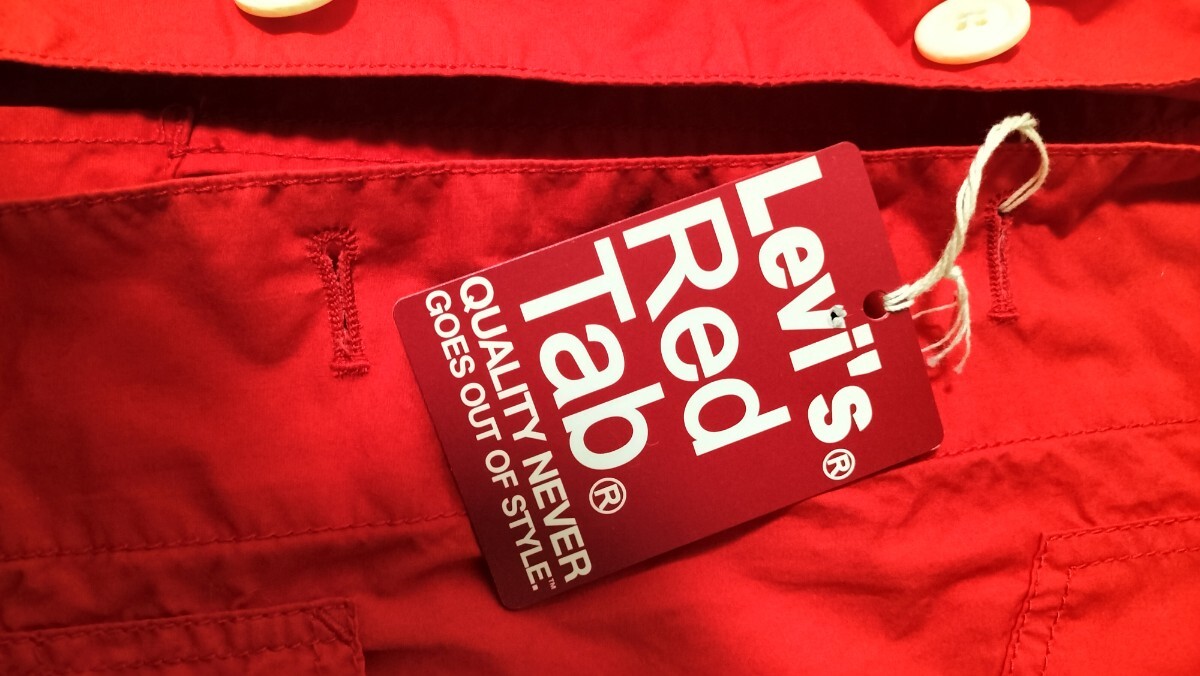 Levi's®
Red
Tab®
QUALITY NEVER
GOES OUT OF STYLE.™